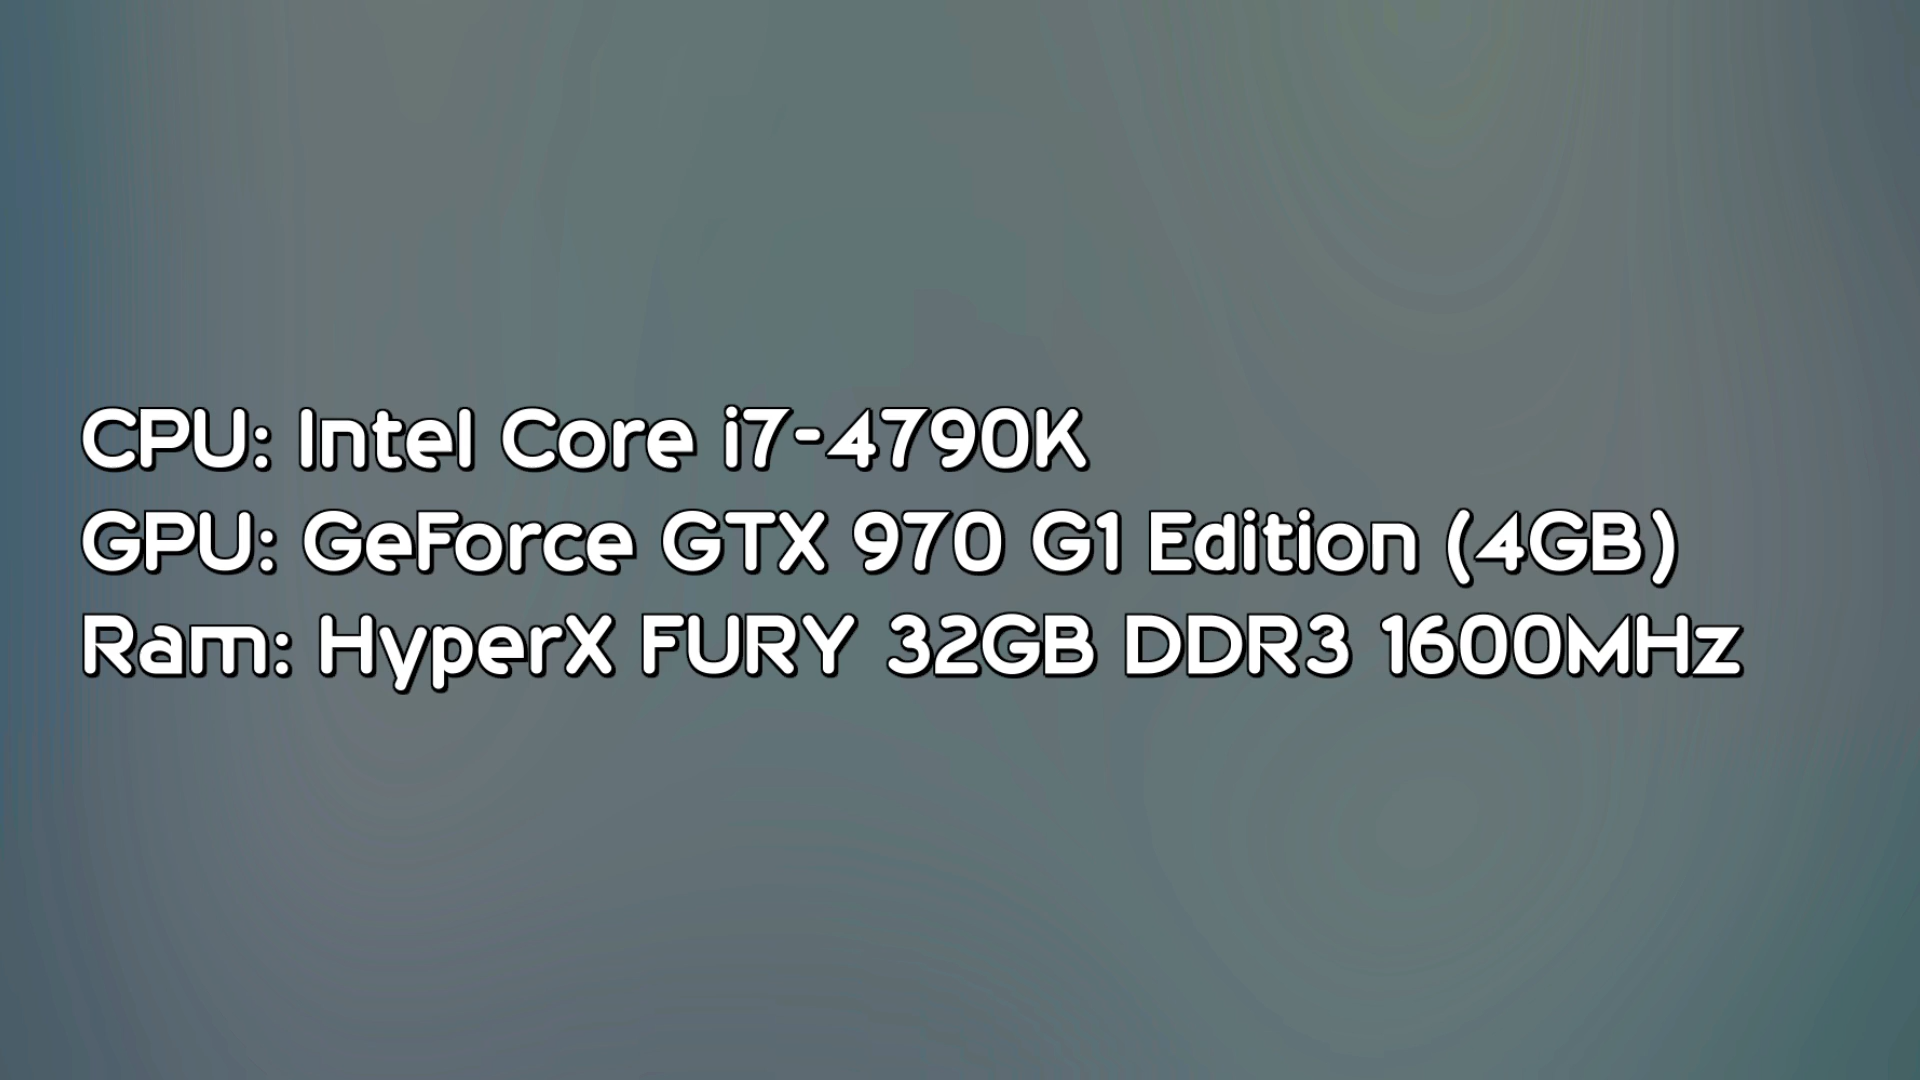 CPU: Intel Core i7-4790K
GPU: GeForce GTX 970 G1 Edition (4GB)
Ram: HyperX FURY 32GB DDR3 1600MHz